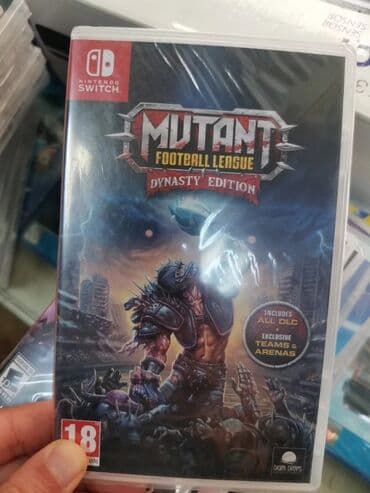 NINTENDO
SWITCH
MUTANT
FOOTBALL LEAGUE
DYNASTY EDITION
INCLUDES
ALL DLC
+
EXCLUSIVE
TEAMS &
ARENAS
18